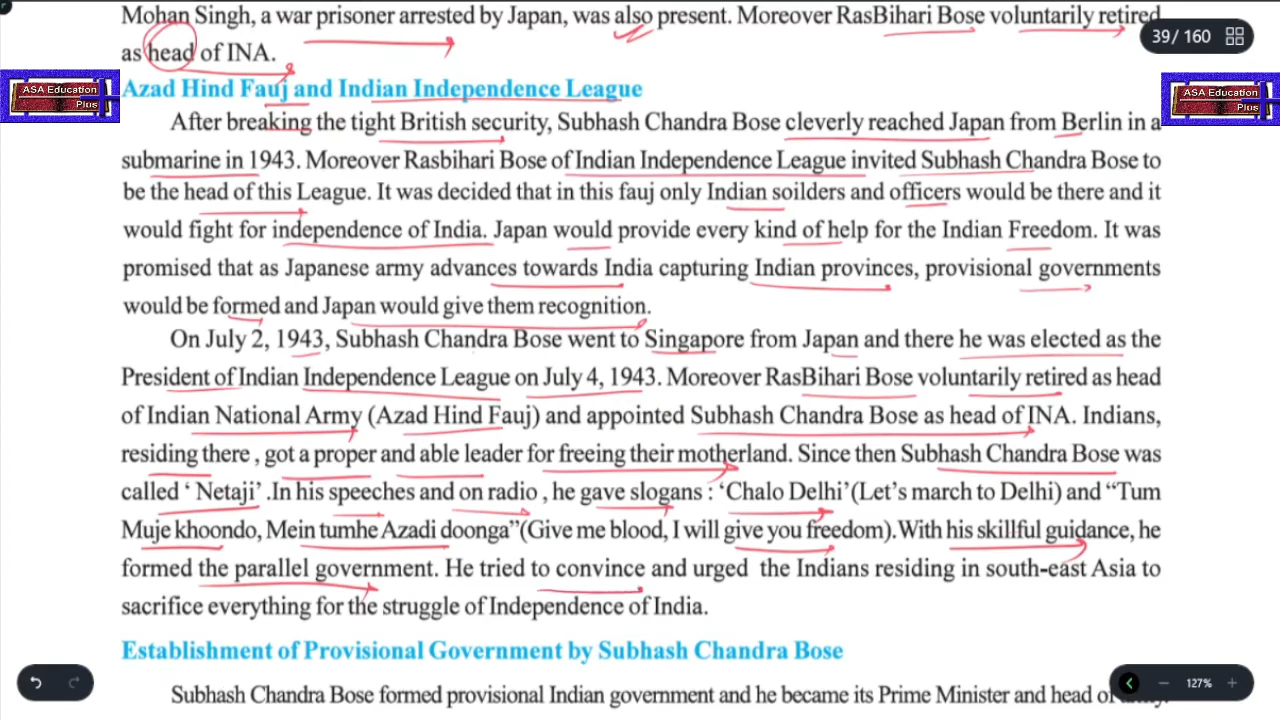 Mohan Singh, a war prisoner arrested by Japan, was also present. Moreover RasBihari Bose voluntarily retired
as head of INA.
39 / 160
Azad Hind Fauj and Indian Independence League
ASA Education
Plus
ASA Education
Plus
After breaking the tight British security, Subhash Chandra Bose cleverly reached Japan from Berlin in a
submarine in 1943. Moreover Rasbihari Bose of Indian Independence League invited Subhash Chandra Bose to
be the head of this League. It was decided that in this fauj only Indian soilders and officers would be there and it
would fight for independence of India. Japan would provide every kind of help for the Indian Freedom. It was
promised that as Japanese army advances towards India capturing Indian provinces, provisional governments
would be formed and Japan would give them recognition.
On July 2, 1943, Subhash Chandra Bose went to Singapore from Japan and there he was elected as the
President of Indian Independence League on July 4, 1943. Moreover RasBihari Bose voluntarily retired as head
of Indian National Army (Azad Hind Fauj) and appointed Subhash Chandra Bose as head of INA. Indians,
residing there , got a proper and able leader for freeing their motherland. Since then Subhash Chandra Bose was
called ‘ Netaji’ .In his speeches and on radio , he gave slogans : ‘Chalo Delhi’(Let’s march to Delhi) and “Tum
Muje khoondo, Mein tumhe Azadi doonga”(Give me blood, I will give you freedom). With his skillful guidance, he
formed the parallel government. He tried to convince and urged the Indians residing in south-east Asia to
sacrifice everything for the struggle of Independence of India.
Establishment of Provisional Government by Subhash Chandra Bose
Subhash Chandra Bose formed provisional Indian government and he became its Prime Minister and head of
127%